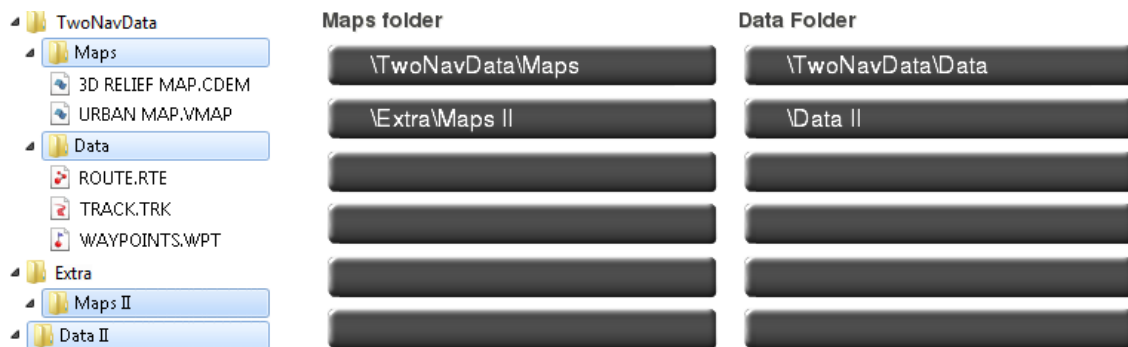 TwoNavData
Maps
3D RELIEF MAP.CDEM
URBAN MAP.VMAP
Data
ROUTE.RTE
TRACK.TRK
WAYPOINTS.WPT
Extra
Maps II
Data II
Maps folder
\TwoNavData\Maps
\Extra\Maps II
Data Folder
\TwoNavData\Data
\Data II